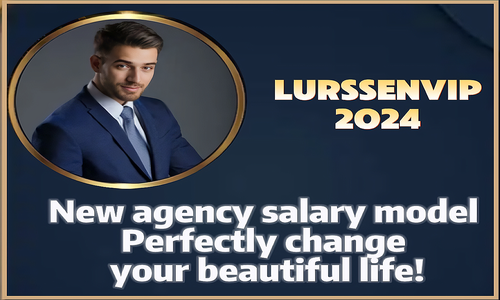 LURSSENVIP
2024
New agency salary model
Perfectly change
your beautiful life!